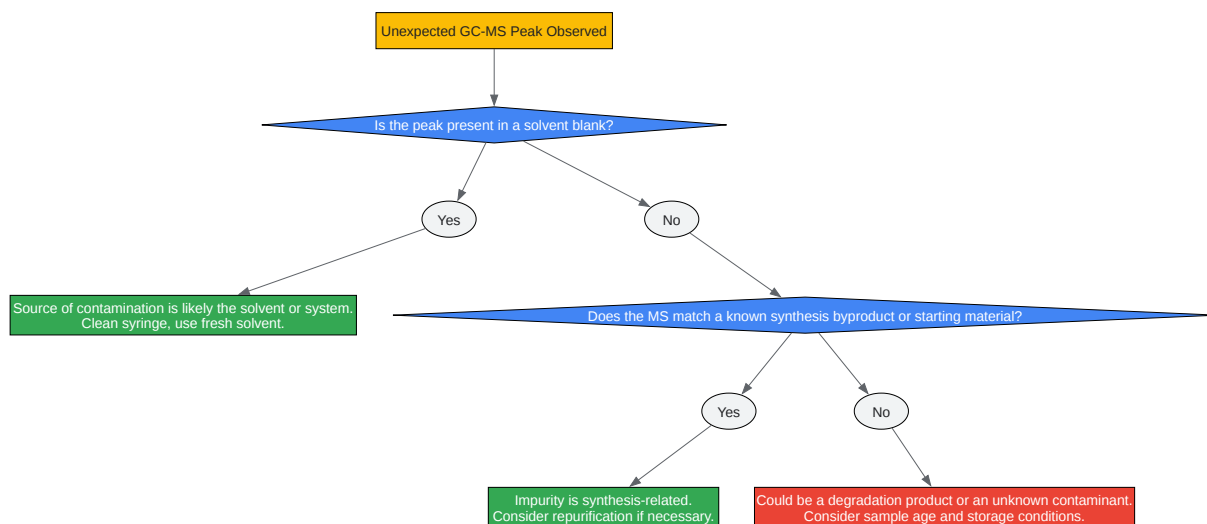 Unexpected GC-MS Peak Observed
Is the peak present in a solvent blank?
Yes
No
Source of contamination is likely the solvent or system.
Clean syringe, use fresh solvent.
Does the MS match a known synthesis byproduct or starting material?
Yes
No
Impurity is synthesis-related.
Consider repurification if necessary.
Could be a degradation product or an unknown contaminant.
Consider sample age and storage conditions.